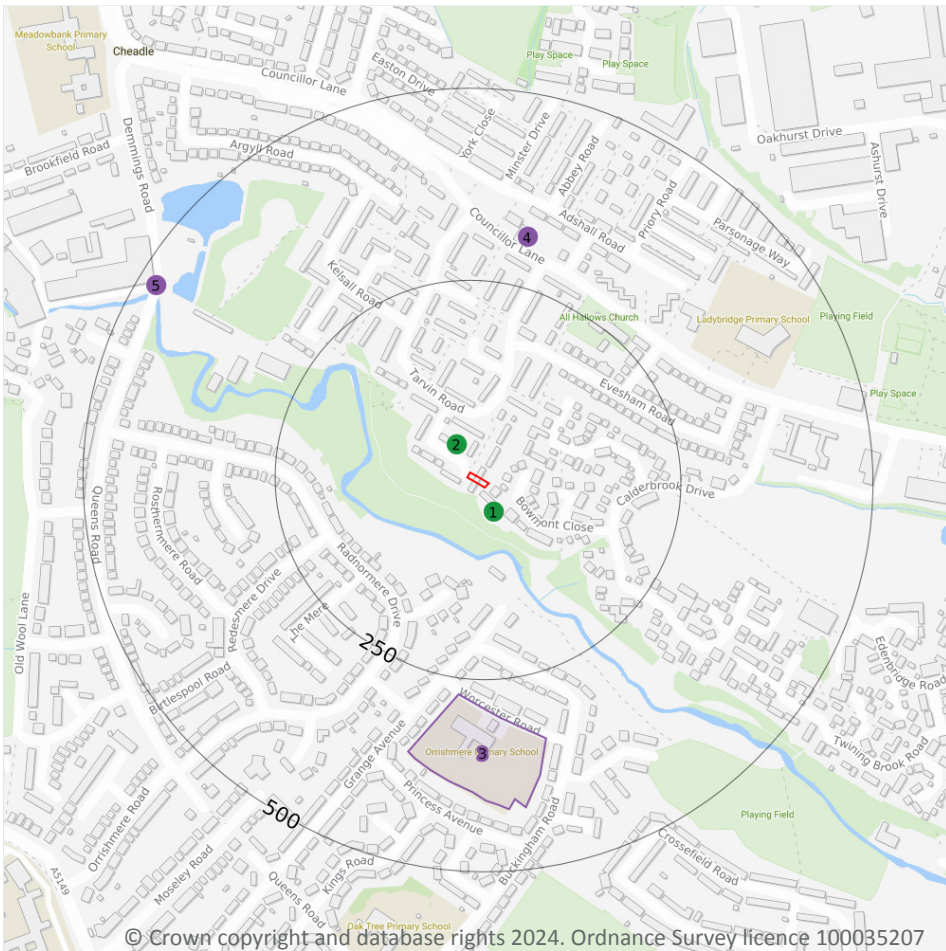 Meadowbank Primary
School
Cheadle
Councillor Lane
Easton Drive
Play Space
Play Space
York Close
Minster Drive
Abbey Road
Oakhurst Drive
Ashurst Drive
Brookfield Road
Demmings Road
Argyll Road
Priory Road
Adshall Road
Parsonage Way
Councillor Lane
4
5
Kelsall Road
All Hallows Church
Ladybridge Primary School
Playing Field
Play Space
Evesham Road
Tarvin Road
2
1
Bowmont Close
Calderbrook Drive
Queens Road
Rosthernmere Road
Radnormere Drive
Redesmere Drive
The Mere
Old Wool Lane
Birtlespool Road
250
Edenbridge Road
Worcester Road
Orrishmere Primary School
3
Grange Avenue
Twining Brook Road
Princess Avenue
500
Orrishmere Road
Buckingham Road
Playing Field
Crossefield Road
Moseley Road
Kings Road
Queens Road
A5149
Oak Tree Primary School
© Crown copyright and database rights 2024. Ordnance Survey licence 100035207